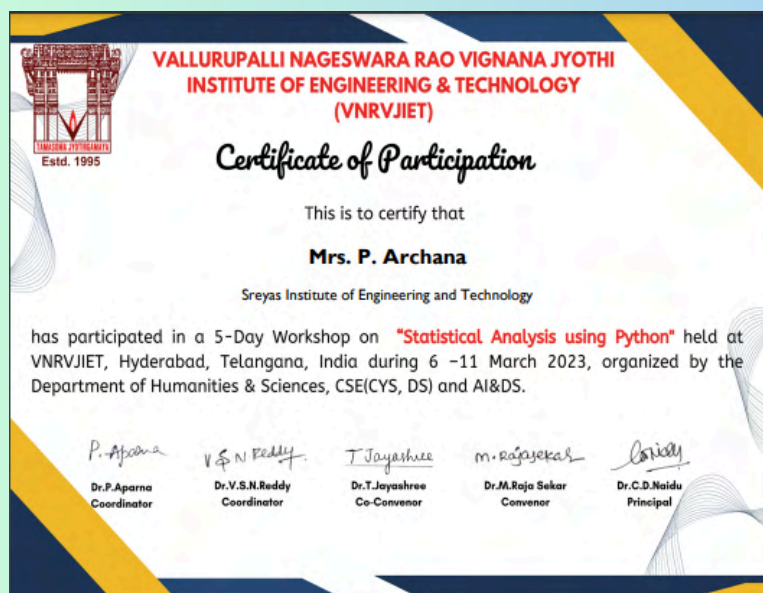 VALLURUPALLI NAGESWARA RAO VIGNANA JYOTHI
INSTITUTE OF ENGINEERING & TECHNOLOGY
(VNRVJIET)
TAMASOMA JYOTHIRGAMAYA
Estd. 1995
Certificate of Participation
This is to certify that
Mrs. P. Archana
Sreyas Institute of Engineering and Technology
has participated in a 5-Day Workshop on "Statistical Analysis using Python" held at
VNRVJIET, Hyderabad, Telangana, India during 6 –11 March 2023, organized by the
Department of Humanities & Sciences, CSE(CYS, DS) and AI&DS.
P. Aparna
V S N Reddy
T Jayashree
M. Rajasekar
Dr.P.Aparna
Coordinator
Dr.V.S.N.Reddy
Coordinator
Dr.T.Jayashree
Co-Convenor
Dr.M.Raja Sekar
Convenor
Dr.C.D.Naidu
Principal